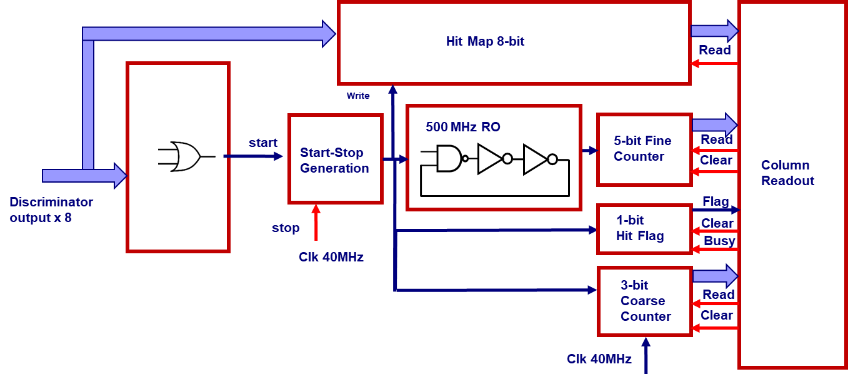 Hit Map 8-bit
Read
Write
500 MHz RO
start
Start-Stop
Generation
5-bit Fine
Counter
Read
Clear
Column
Readout
Discriminator
output x 8
stop
Clk 40MHz
1-bit
Hit Flag
Flag
Clear
Busy
3-bit
Coarse
Counter
Read
Clear
Clk 40MHz